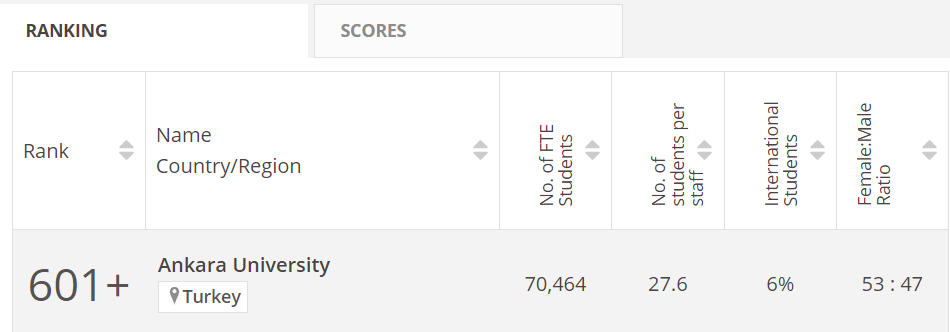 RANKING
SCORES
Rank
Name
Country/Region
No. of FTE
Students
No. of
students per
staff
International
Students
Female:Male
Ratio
601+
Ankara University
Turkey
70,464
27.6
6%
53 : 47